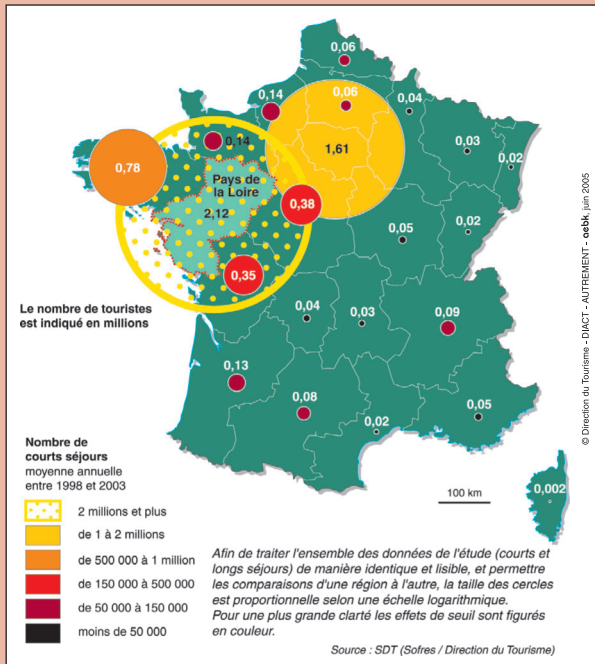 0,06
0,14
0,06
0,04
0,03
0,02
0,14
1,61
0,78
Pays de
la Loire
2,12
0,38
0,05
0,02
0,35
Le nombre de touristes
est indiqué en millions
0,04
0,03
0,09
0,13
0,08
0,02
0,05
0,002
100 km
Nombre de
courts séjours
moyenne annuelle
entre 1998 et 2003
2 millions et plus
de 1 à 2 millions
de 500 000 à 1 million
de 150 000 à 500 000
de 50 000 à 150 000
moins de 50 000
Afin de traiter l'ensemble des données de l'étude (courts et
longs séjours) de manière identique et lisible, et permettre
les comparaisons d'une région à l'autre, la taille des cercles
est proportionnelle selon une échelle logarithmique.
Pour une plus grande clarté les effets de seuil sont figurés
en couleur.
Source : SDT (Sofres / Direction du Tourisme)
© Direction du Tourisme - DIACT - AUTREMENT - oebk, juin 2005